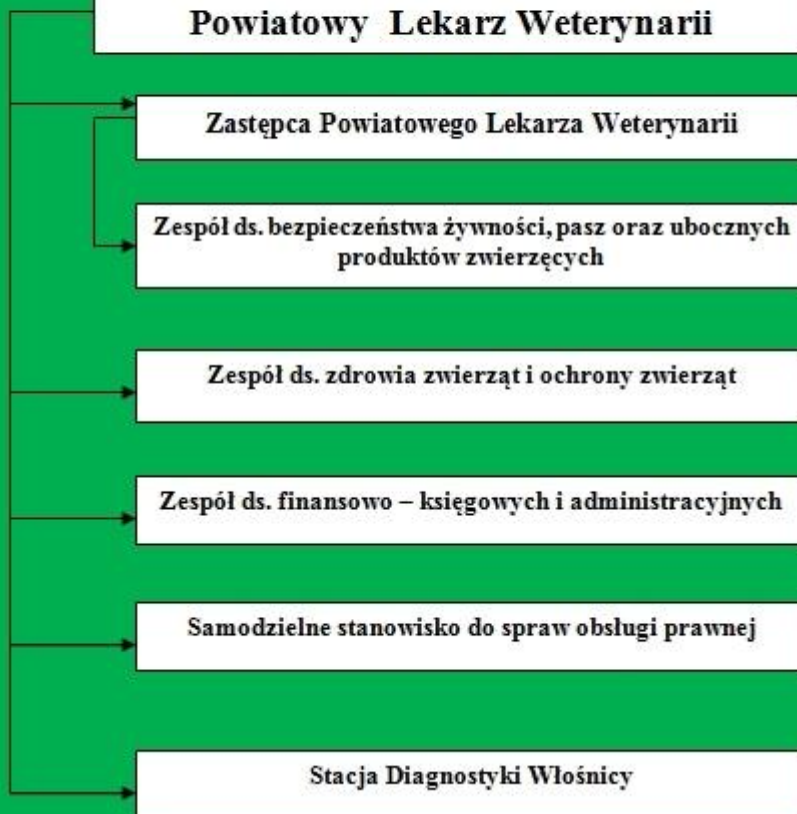 Powiatowy Lekarz Weterynarii
Zastępca Powiatowego Lekarza Weterynarii
Zespół ds. bezpieczeństwa żywności, pasz oraz ubocznych
produktów zwierzęcych
Zespół ds. zdrowia zwierząt i ochrony zwierząt
Zespół ds. finansowo – księgowych i administracyjnych
Samodzielne stanowisko do spraw obsługi prawnej
Stacja Diagnostyki Włośnicy